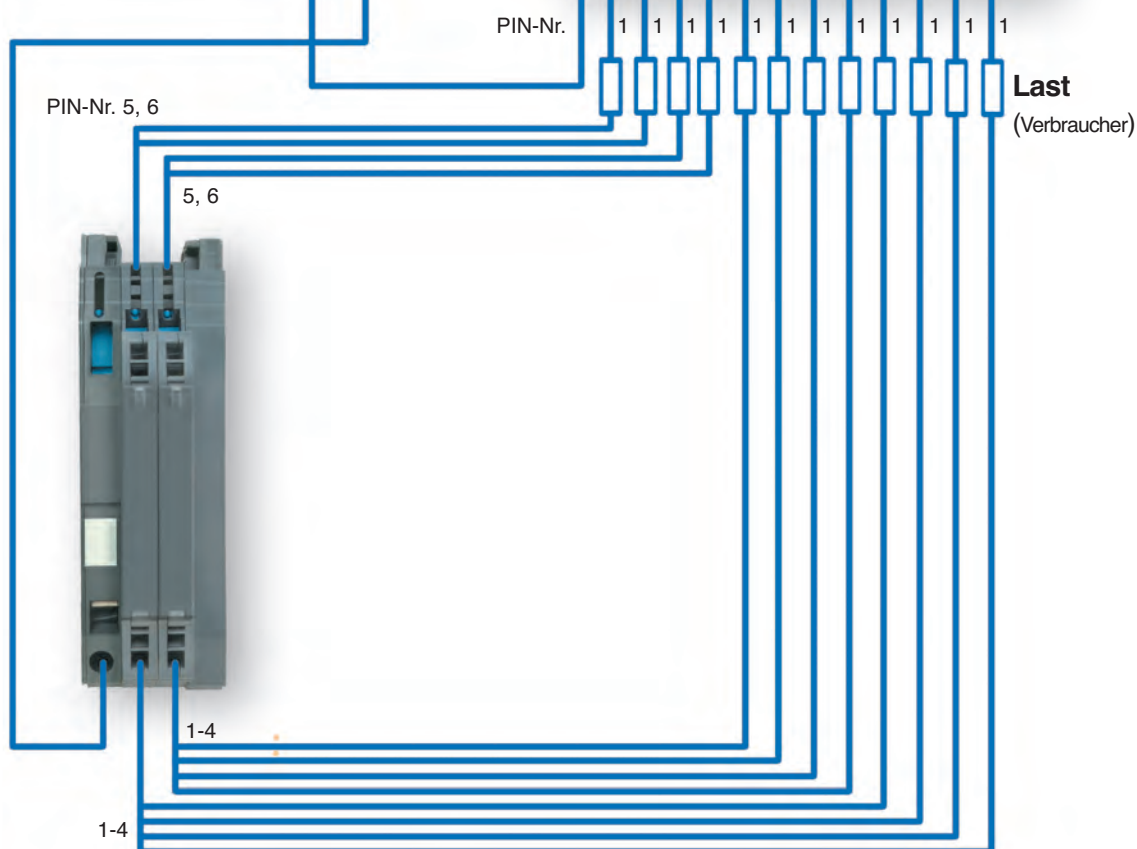 PIN-Nr. 1 1 1 1 1 1 1 1 1 1 1 1
Last
(Verbraucher)
PIN-Nr. 5, 6
5, 6
1-4
1-4